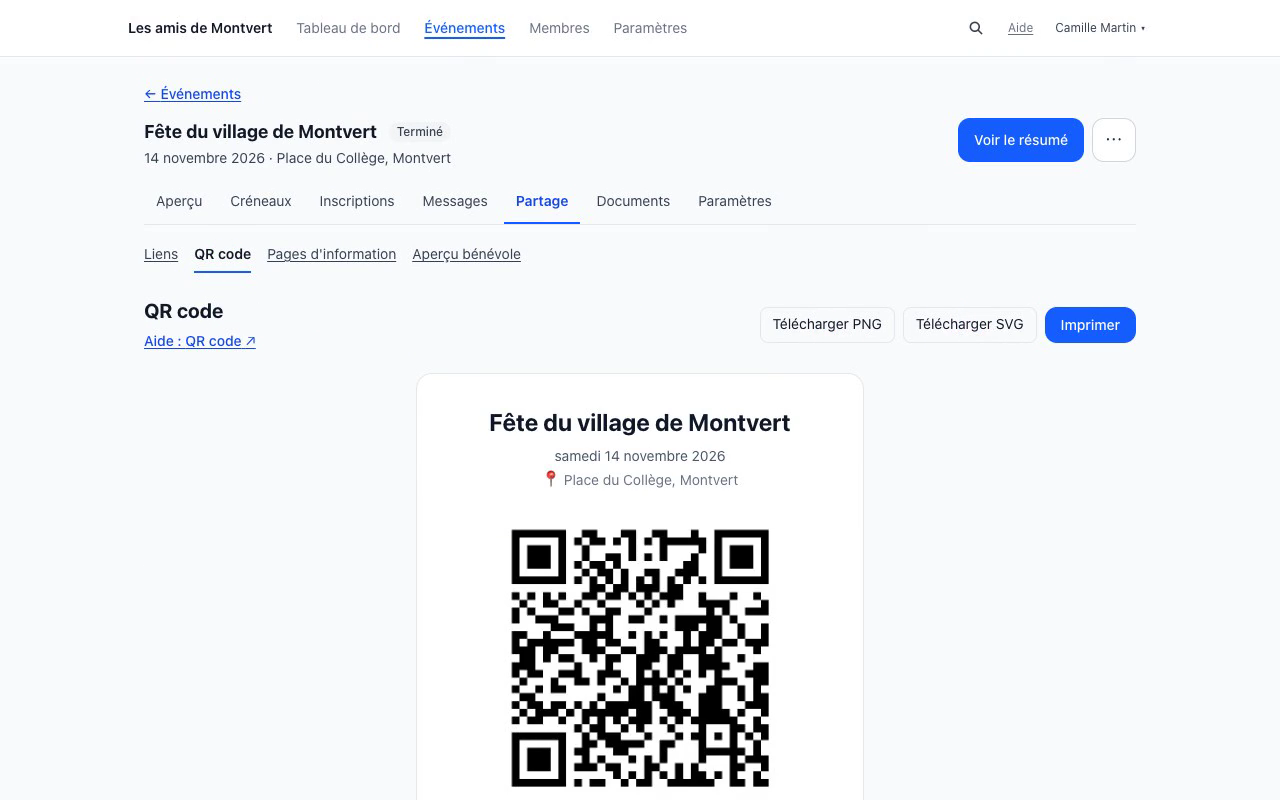 Les amis de Montvert Tableau de bord Événements Membres Paramètres Aide Camille Martin
← Événements
Fête du village de Montvert Terminé
14 novembre 2026 · Place du Collège, Montvert
Voir le résumé ···
Aperçu Créneaux Inscriptions Messages Partage Documents Paramètres
Liens QR code Pages d'information Aperçu bénévole
QR code
Aide : QR code ↗
Télécharger PNG Télécharger SVG Imprimer
Fête du village de Montvert
samedi 14 novembre 2026
📍 Place du Collège, Montvert